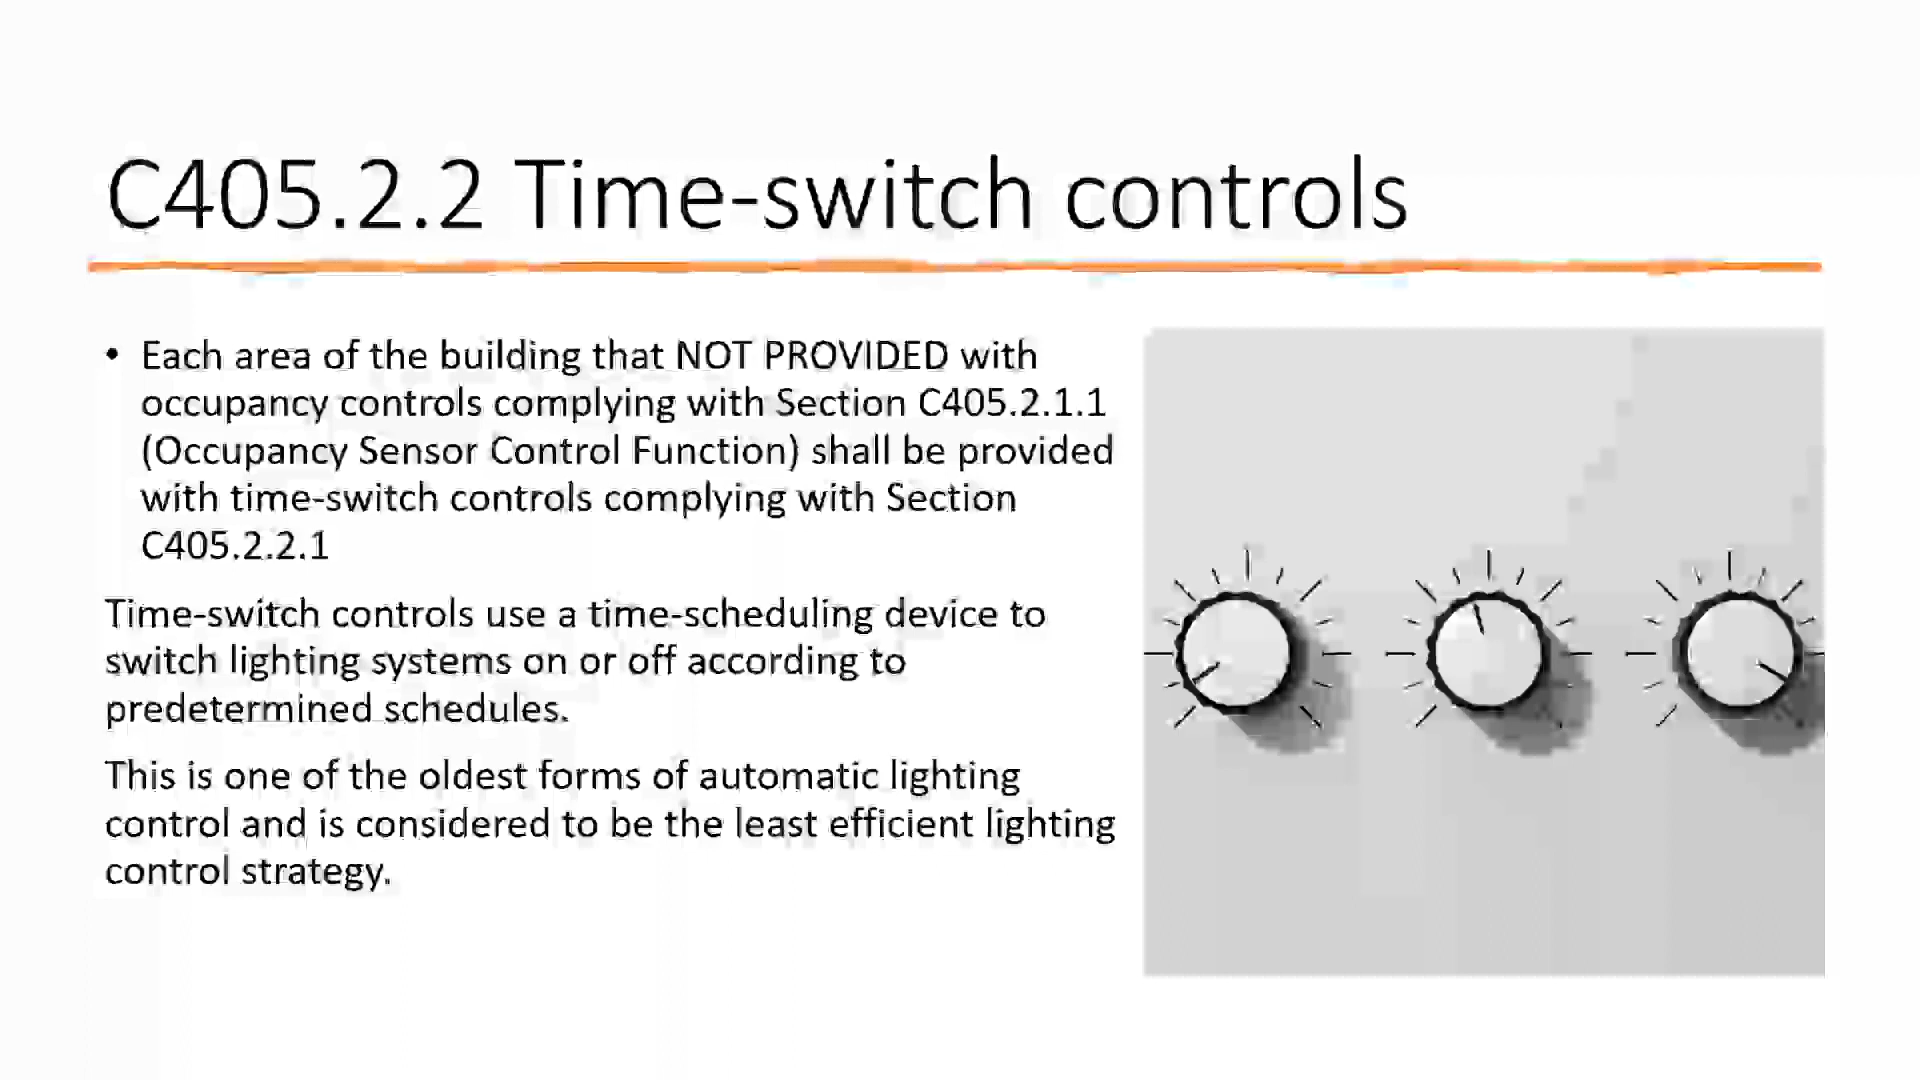 C405.2.2 Time-switch controls
• Each area of the building that NOT PROVIDED with
occupancy controls complying with Section C405.2.1.1
(Occupancy Sensor Control Function) shall be provided
with time-switch controls complying with Section
C405.2.2.1
Time-switch controls use a time-scheduling device to
switch lighting systems on or off according to
predetermined schedules.
This is one of the oldest forms of automatic lighting
control and is considered to be the least efficient lighting
control strategy.